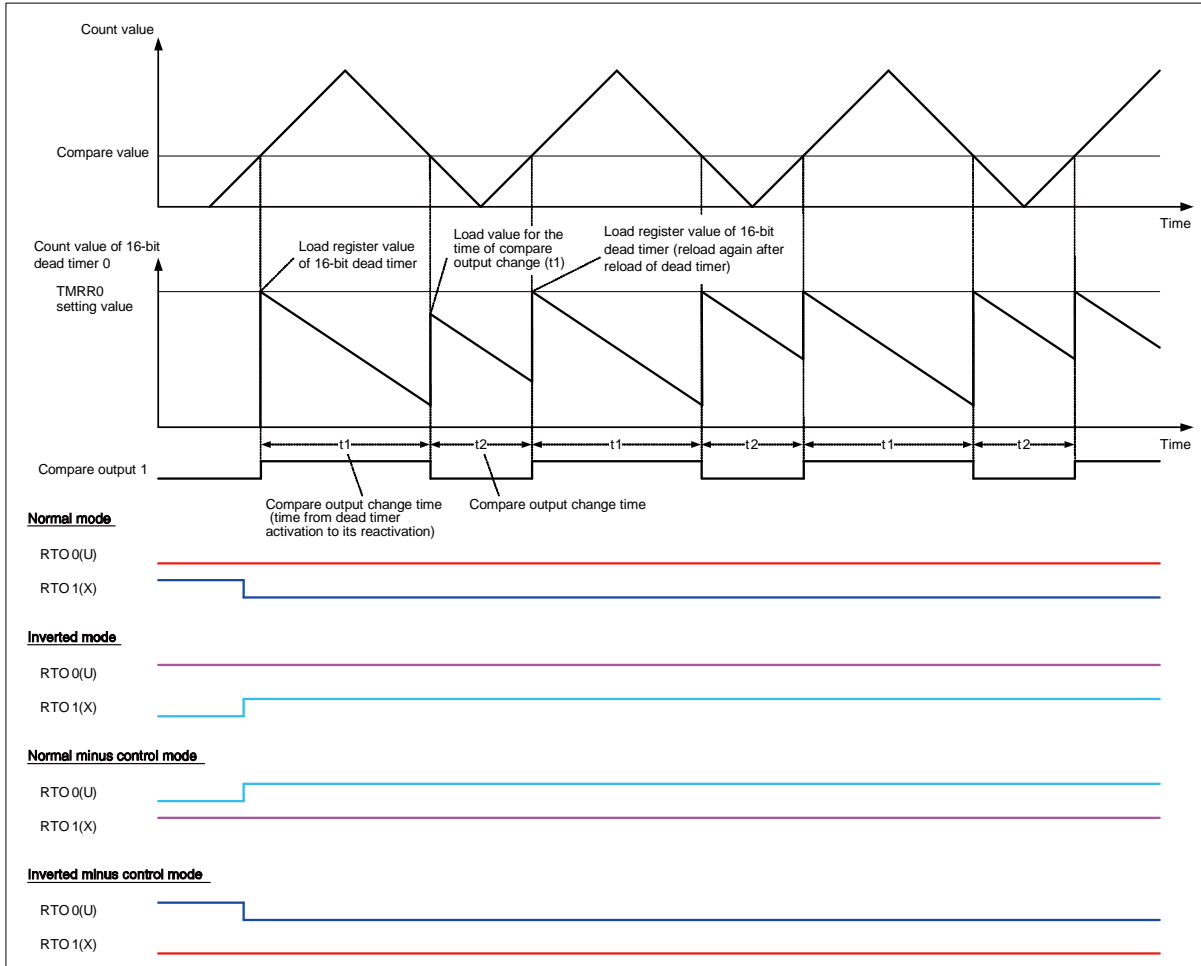 Count value
Compare value
Time
Count value of 16-bit
dead timer 0
TMRR0
setting value
Load register value
of 16-bit dead timer
Load value for the
time of compare
output change (t1)
Load register value of 16-bit
dead timer (reload again after
reload of dead timer)
t1
t2
t1
t2
t1
t2
Time
Compare output 1
Compare output change time
(time from dead timer
activation to its reactivation)
Compare output change time
Normal mode
RTO 0(U)
RTO 1(X)
Inverted mode
RTO 0(U)
RTO 1(X)
Normal minus control mode
RTO 0(U)
RTO 1(X)
Inverted minus control mode
RTO 0(U)
RTO 1(X)